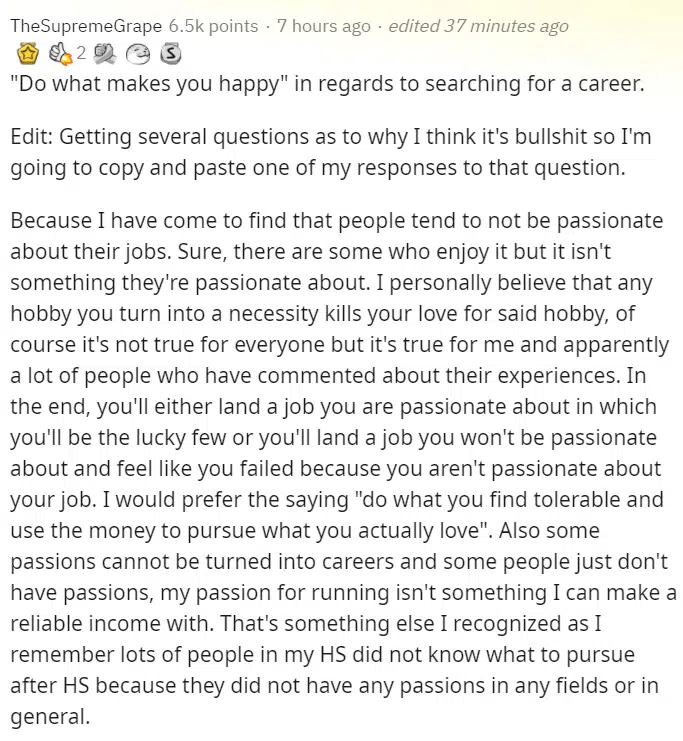 TheSupremeGrape 6.5k points · 7 hours ago · edited 37 minutes ago
2 S
"Do what makes you happy" in regards to searching for a career.
Edit: Getting several questions as to why I think it's bullshit so I'm
going to copy and paste one of my responses to that question.
Because I have come to find that people tend to not be passionate
about their jobs. Sure, there are some who enjoy it but it isn't
something they're passionate about. I personally believe that any
hobby you turn into a necessity kills your love for said hobby, of
course it's not true for everyone but it's true for me and apparently
a lot of people who have commented about their experiences. In
the end, you'll either land a job you are passionate about in which
you'll be the lucky few or you'll land a job you won't be passionate
about and feel like you failed because you aren't passionate about
your job. I would prefer the saying "do what you find tolerable and
use the money to pursue what you actually love". Also some
passions cannot be turned into careers and some people just don't
have passions, my passion for running isn't something I can make a
reliable income with. That's something else I recognized as I
remember lots of people in my HS did not know what to pursue
after HS because they did not have any passions in any fields or in
general.